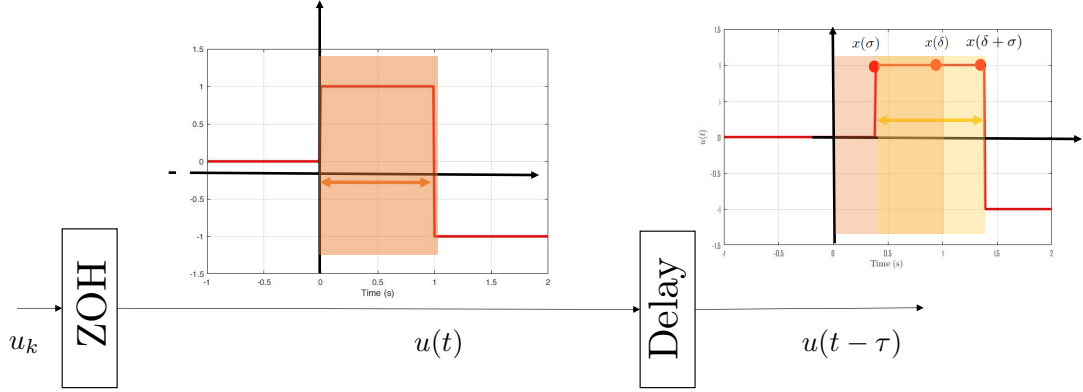 1.5
1
0.5
0
-0.5
-1
-1.5
-1 -0.5 0 0.5 1 1.5 2
Time (s)
x(σ) x(δ) x(δ + σ)
1.5
1
.5
0
-0.5
-1
-1.5
u(t)
-1 -0.5 0 0.5 1 1.5 2
Time (s)
ZOH
Delay
u_k
u(t)
u(t − τ)